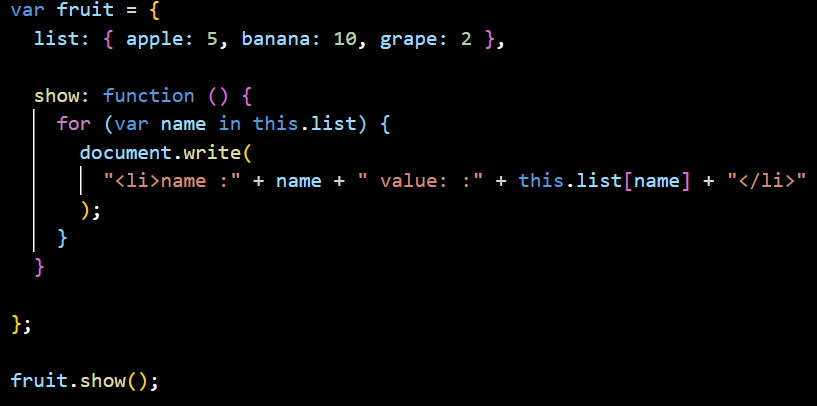 var fruit = {
  list: { apple: 5, banana: 10, grape: 2 },
  show: function () {
    for (var name in this.list) {
      document.write(
        "<li>name :" + name + " value: :" + this.list[name] + "</li>"
      );
    }
  }
};
fruit.show();